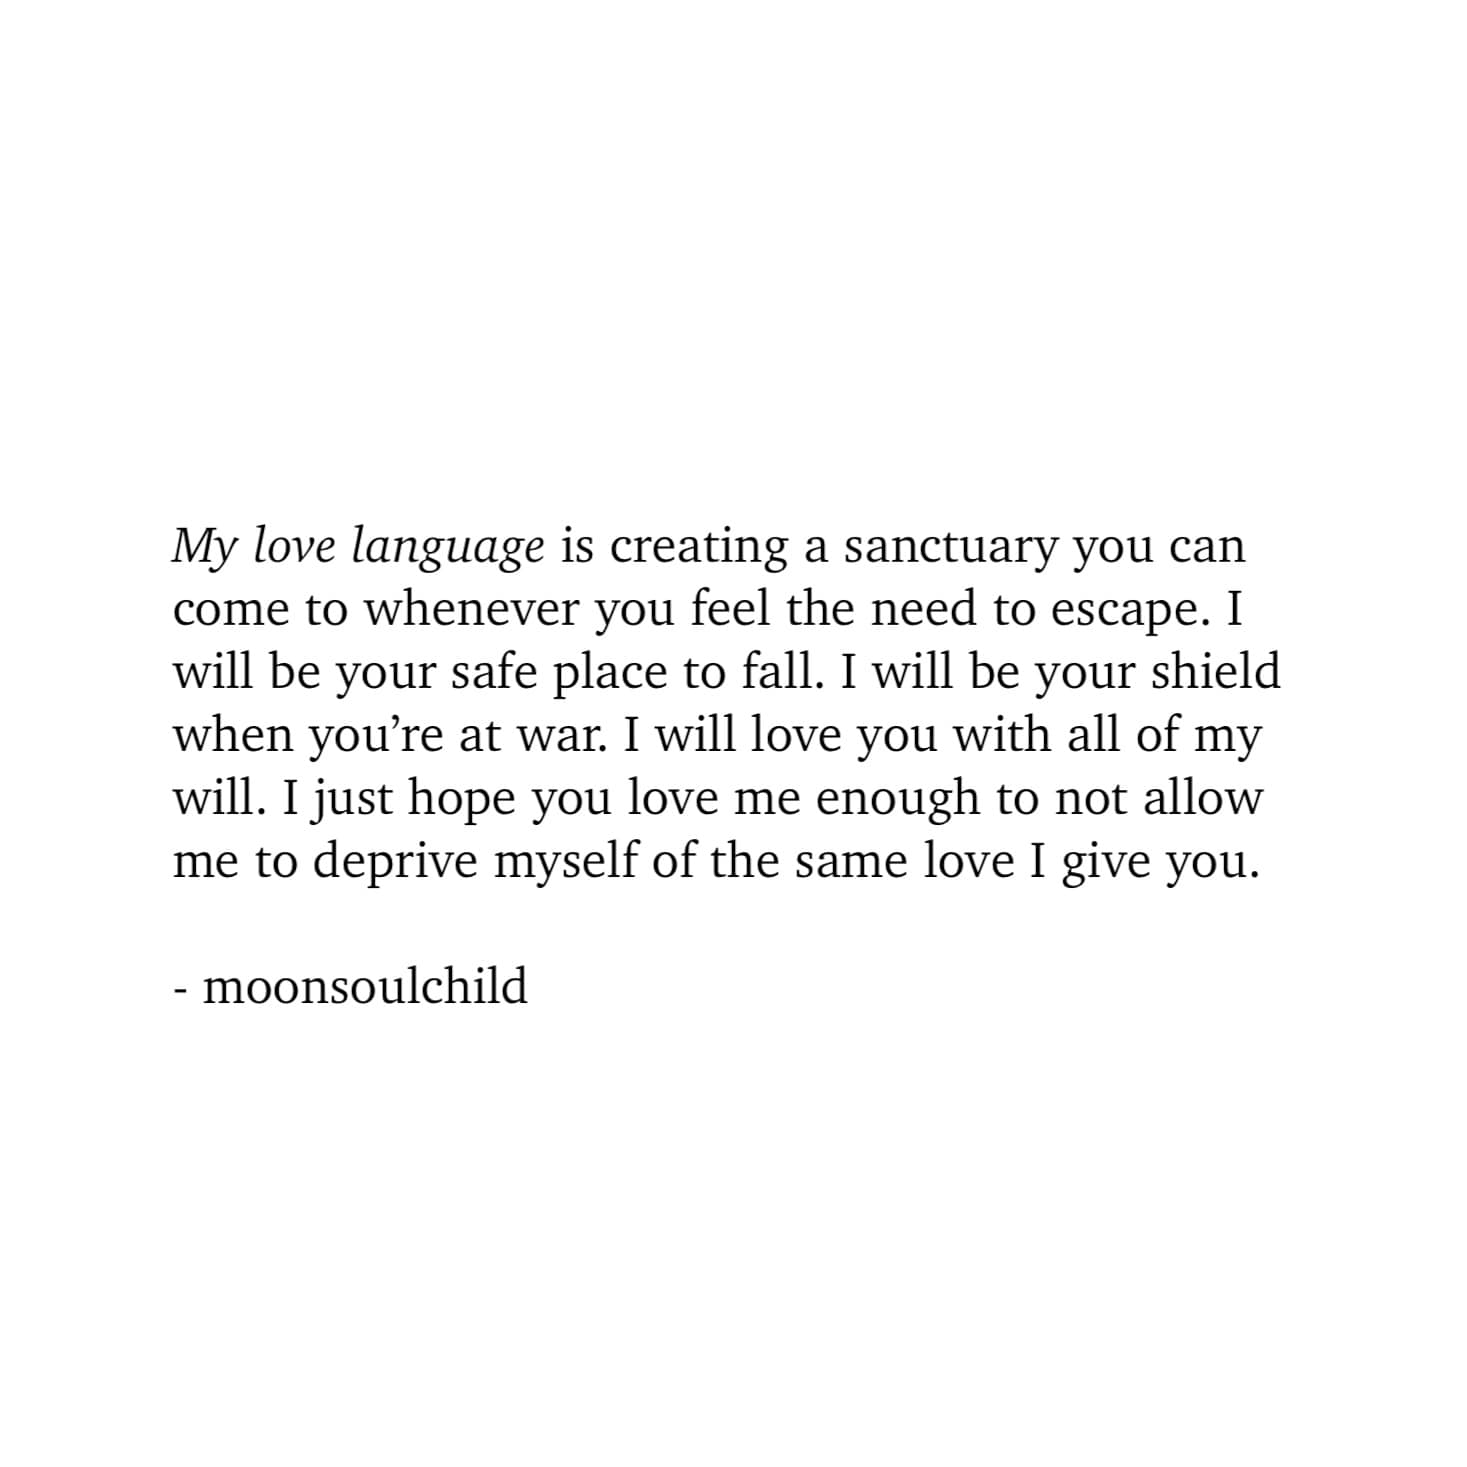 My love language is creating a sanctuary you can
come to whenever you feel the need to escape. I
will be your safe place to fall. I will be your shield
when you’re at war. I will love you with all of my
will. I just hope you love me enough to not allow
me to deprive myself of the same love I give you.
- moonsoulchild